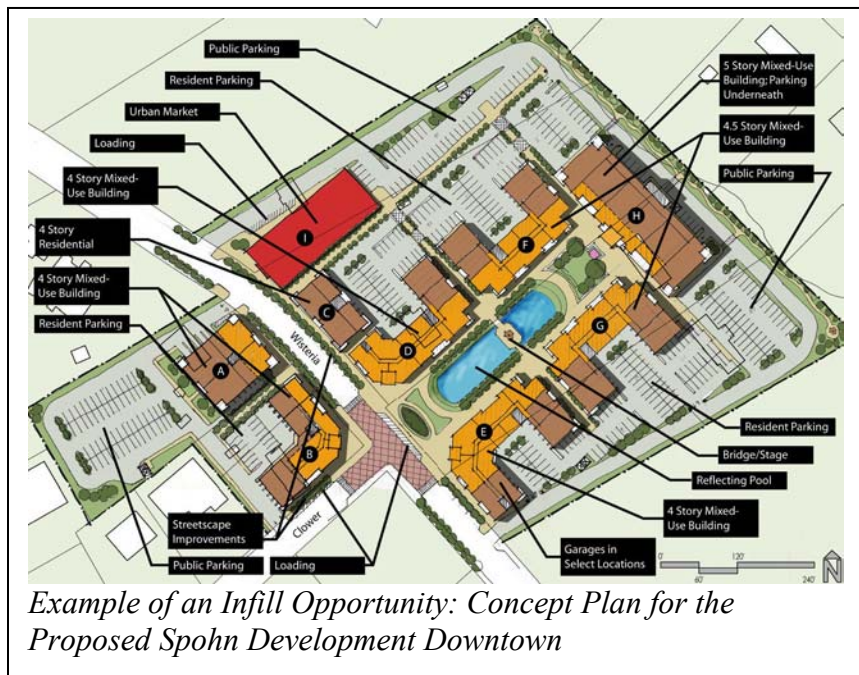 Public Parking
Resident Parking
Urban Market
Loading
4 Story Mixed-
Use Building
4 Story
Residential
4 Story Mixed-
Use Building
Resident Parking
5 Story Mixed-Use
Building; Parking
Underneath
4.5 Story Mixed-
Use Building
Public Parking
I
H
F
C
G
D
A
E
B
Wisteria
Clower
Streetscape
Improvements
Public Parking
Loading
Resident Parking
Bridge/Stage
Reflecting Pool
4 Story Mixed-
Use Building
Garages in
Select Locations
0' 120'
60' 240'
N
Example of an Infill Opportunity: Concept Plan for the
Proposed Spohn Development Downtown